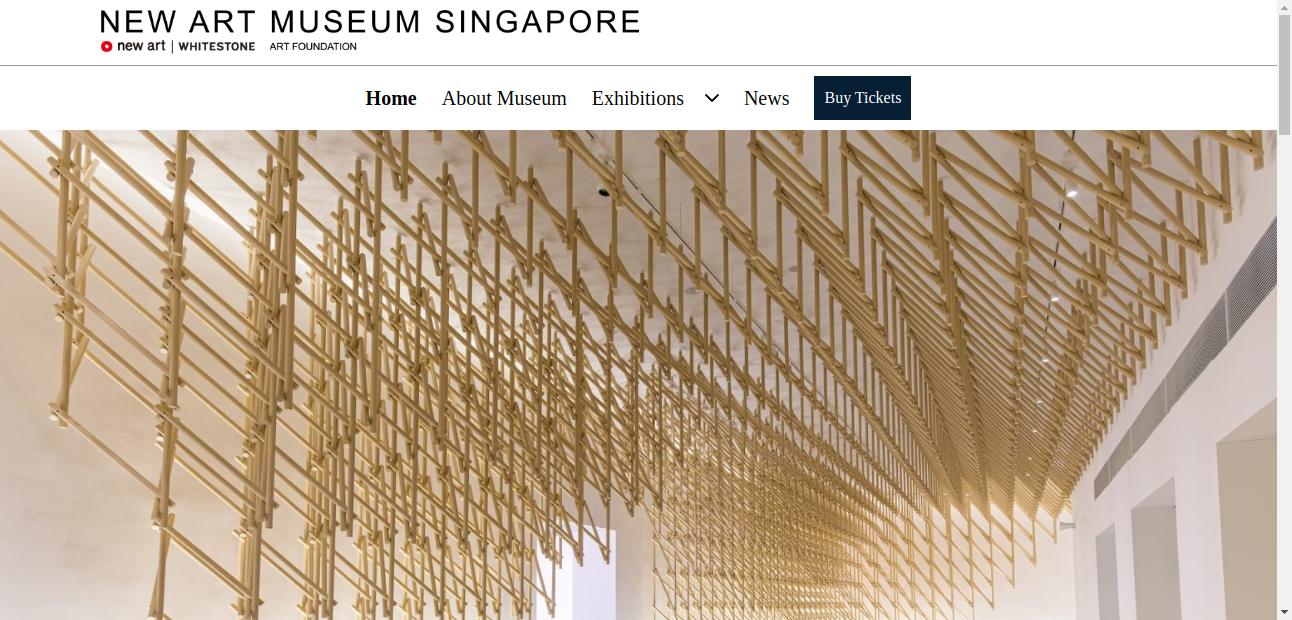 NEW ART MUSEUM SINGAPORE
new art | WHITESTONE ART FOUNDATION
Home About Museum Exhibitions News Buy Tickets